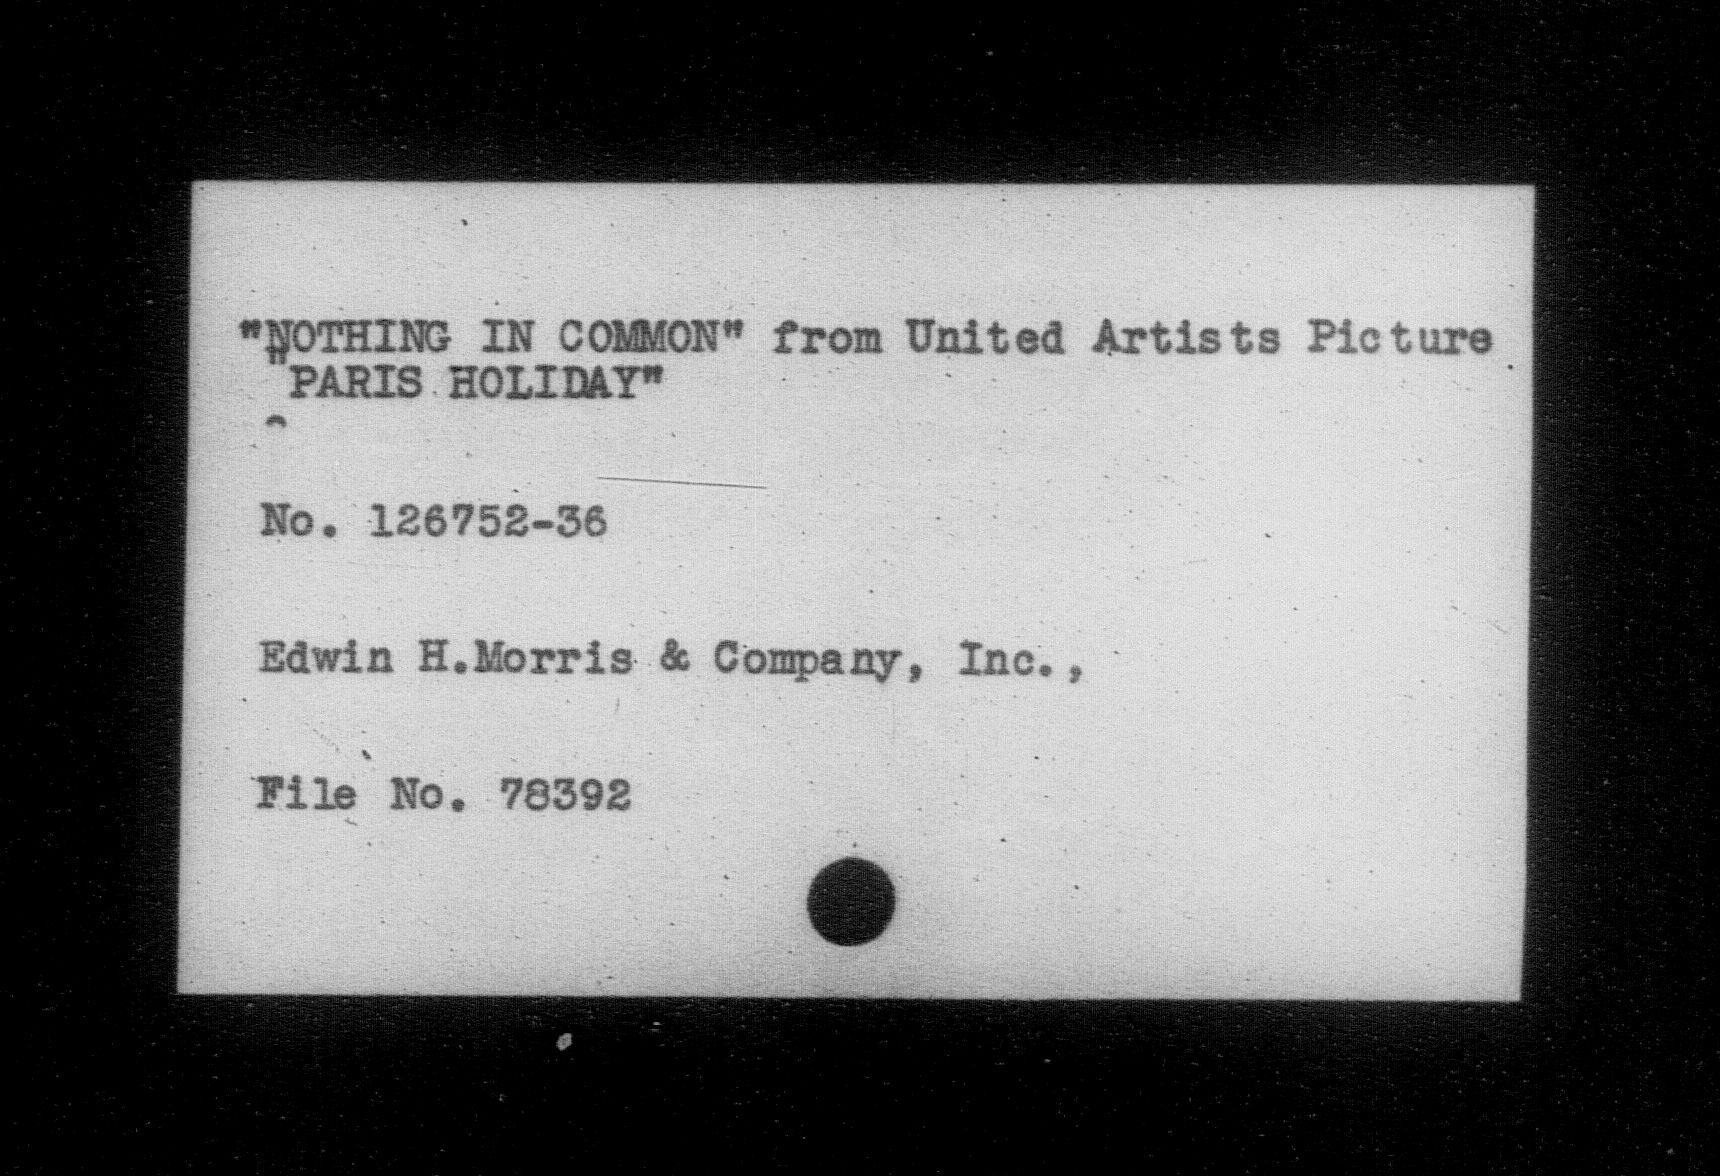 "NOTHING IN COMMON" from United Artists Picture
"PARIS HOLIDAY"
No. 126752-36
Edwin H.Morris & Company, Inc.,
File No. 78392